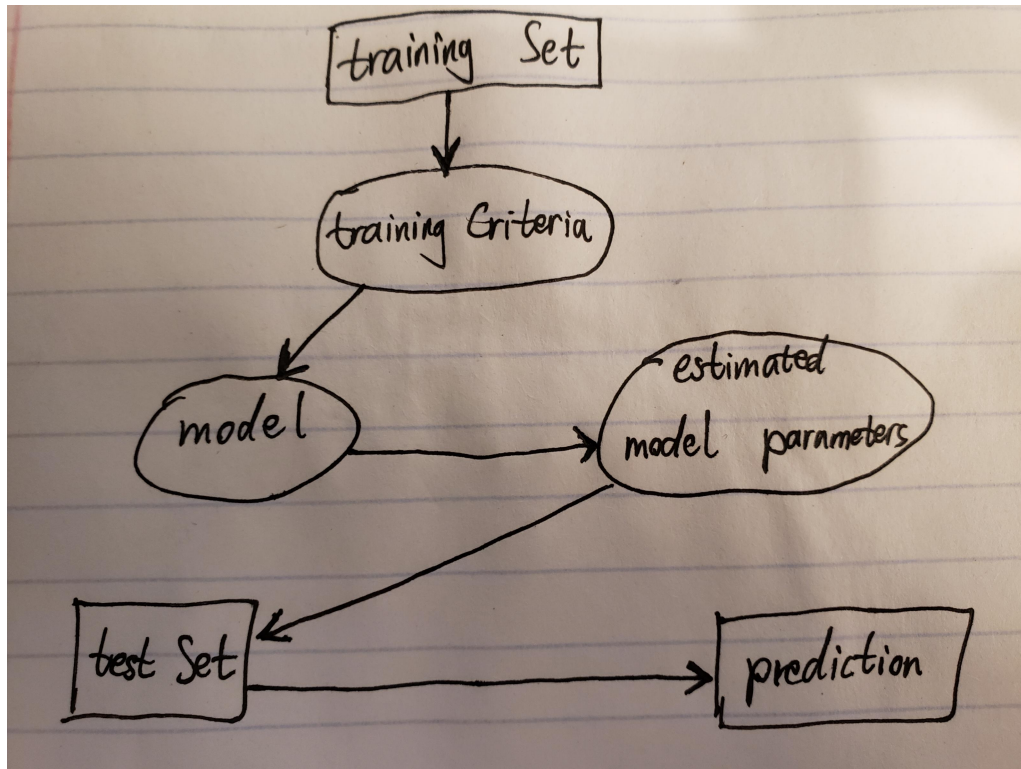 training Set
training Criteria
model
estimated
model parameters
test Set
prediction